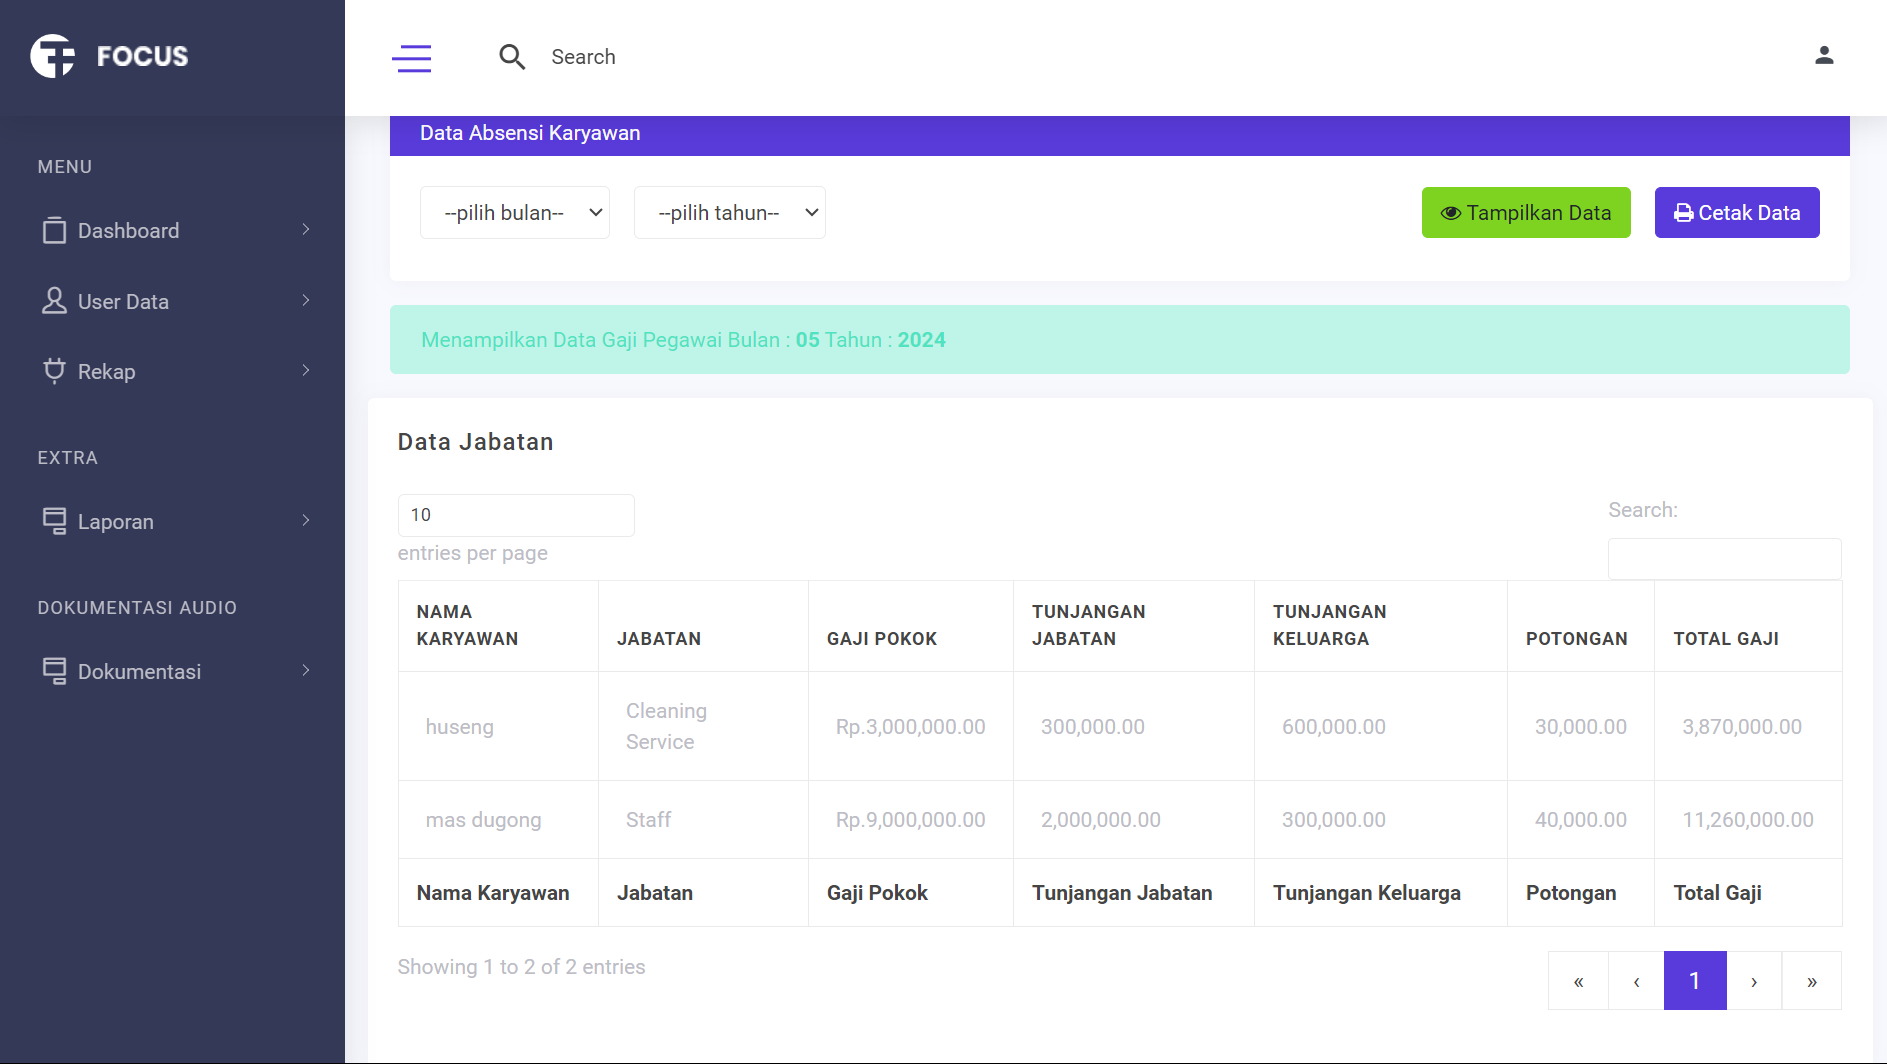 FOCUS
Search
MENU
Dashboard
User Data
Rekap
EXTRA
Laporan
DOKUMENTASI AUDIO
Dokumentasi
Data Absensi Karyawan
--pilih bulan--
--pilih tahun--
Tampilkan Data
Cetak Data
Menampilkan Data Gaji Pegawai Bulan : 05 Tahun : 2024
Data Jabatan
10
entries per page
Search:
NAMA
KARYAWAN
JABATAN
GAJI POKOK
TUNJANGAN
JABATAN
TUNJANGAN
KELUARGA
POTONGAN
TOTAL GAJI
huseng
Cleaning
Service
Rp.3,000,000.00
300,000.00
600,000.00
30,000.00
3,870,000.00
mas dugong
Staff
Rp.9,000,000.00
2,000,000.00
300,000.00
40,000.00
11,260,000.00
Nama Karyawan
Jabatan
Gaji Pokok
Tunjangan Jabatan
Tunjangan Keluarga
Potongan
Total Gaji
Showing 1 to 2 of 2 entries
« ‹ 1 › »